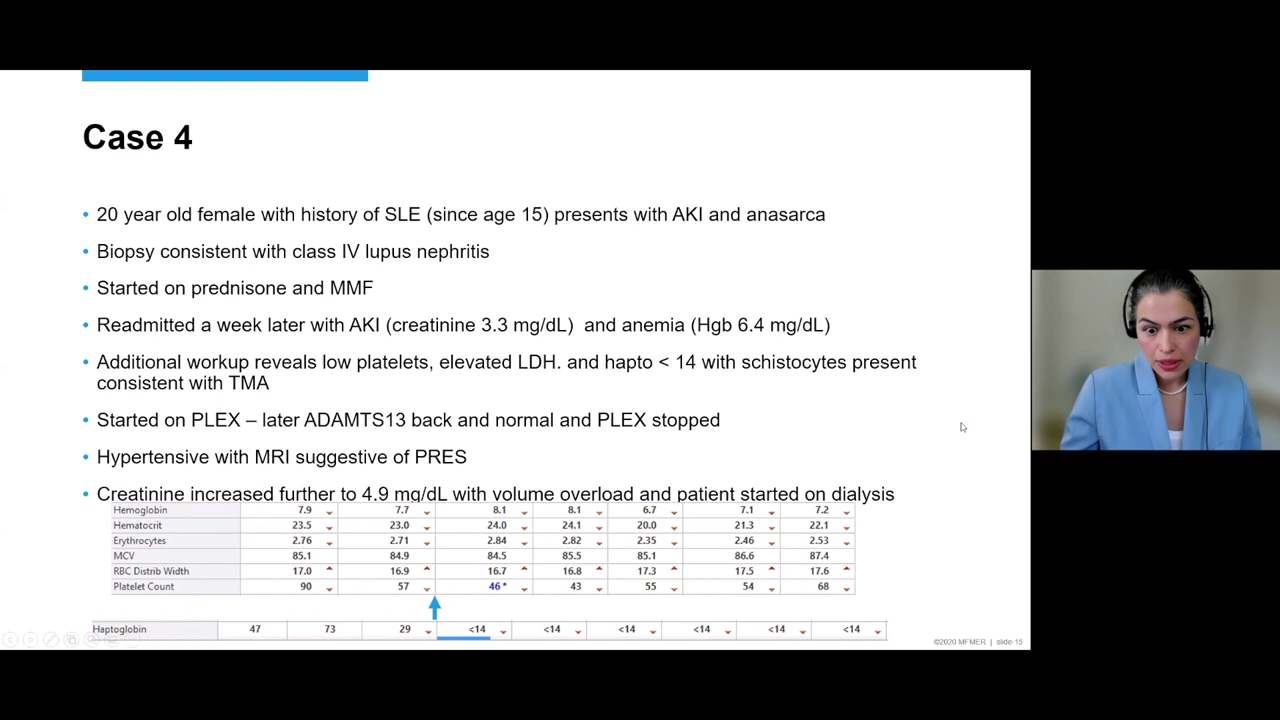 Case 4
• 20 year old female with history of SLE (since age 15) presents with AKI and anasarca
• Biopsy consistent with class IV lupus nephritis
• Started on prednisone and MMF
• Readmitted a week later with AKI (creatinine 3.3 mg/dL) and anemia (Hgb 6.4 mg/dL)
• Additional workup reveals low platelets, elevated LDH. and hapto < 14 with schistocytes present
consistent with TMA
• Started on PLEX – later ADAMTS13 back and normal and PLEX stopped
• Hypertensive with MRI suggestive of PRES
• Creatinine increased further to 4.9 mg/dL with volume overload and patient started on dialysis
Hemoglobin 7.9 7.7 8.1 8.1 6.7 7.1 7.2
Hematocrit 23.5 23.0 24.0 24.1 20.0 21.3 22.1
Erythrocytes 2.76 2.71 2.84 2.82 2.35 2.46 2.53
MCV 85.1 84.9 84.5 85.5 85.1 86.6 87.4
RBC Distrib Width 17.0 16.9 16.7 16.8 17.3 17.5 17.6
Platelet Count 90 57 46 * 43 55 54 68
Haptoglobin 47 73 29 <14 <14 <14 <14 <14 <14
©2020 MFMER | slide-15